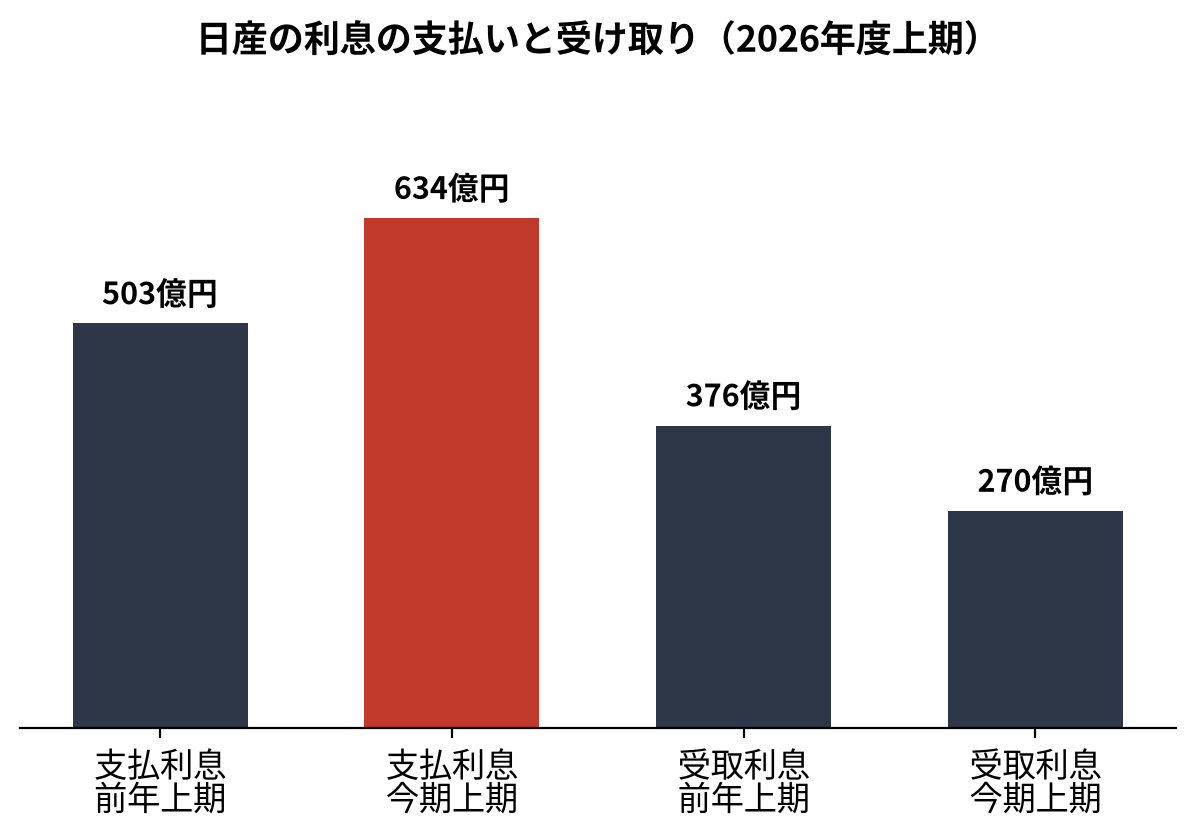 日産の利息の支払いと受け取り（2026年度上期）
503億円
634億円
376億円
270億円
支払利息
前年上期
支払利息
今期上期
受取利息
前年上期
受取利息
今期上期